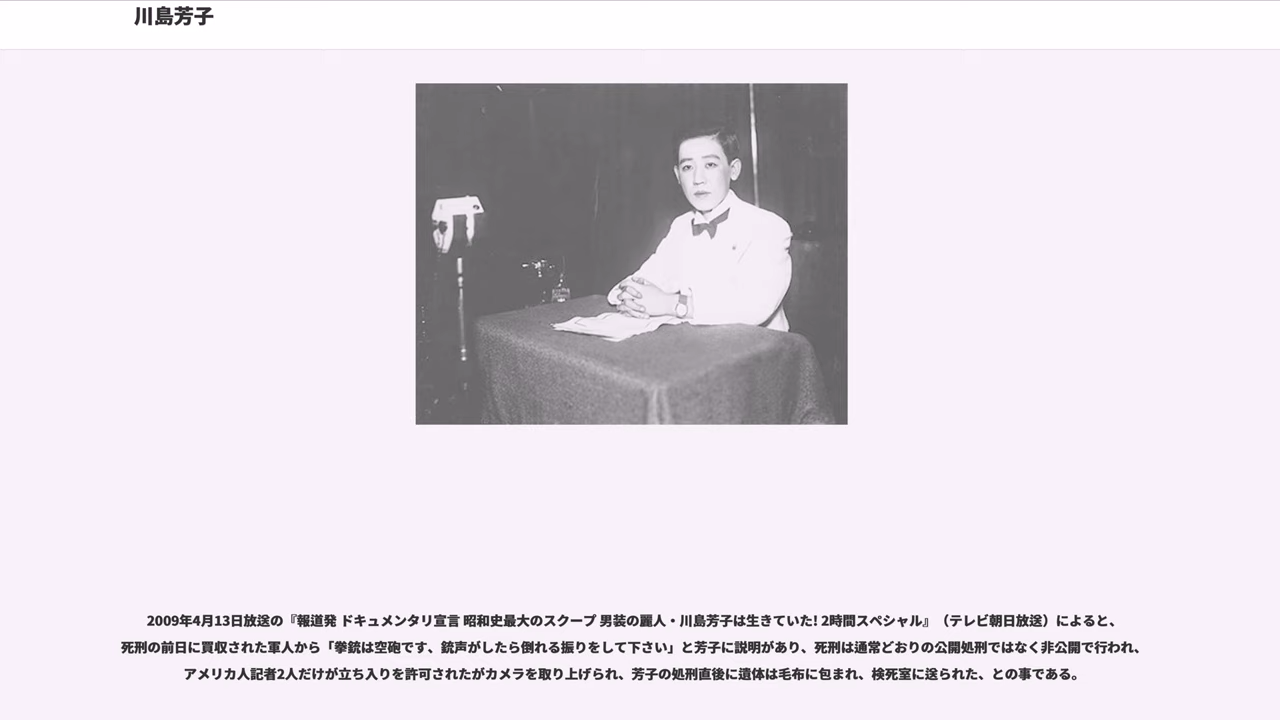 川島芳子
2009年4月13日放送の『報道発 ドキュメンタリ宣言 昭和史最大のスクープ 男装の麗人・川島芳子は生きていた! 2時間スペシャル』（テレビ朝日放送）によると、
死刑の前日に買収された軍人から「拳銃は空砲です、銃声がしたら倒れる振りをして下さい」と芳子に説明があり、死刑は通常どおりの公開処刑ではなく非公開で行われ、
アメリカ人記者2人だけが立ち入りを許可されたがカメラを取り上げられ、芳子の処刑直後に遺体は毛布に包まれ、検死室に送られた、との事である。